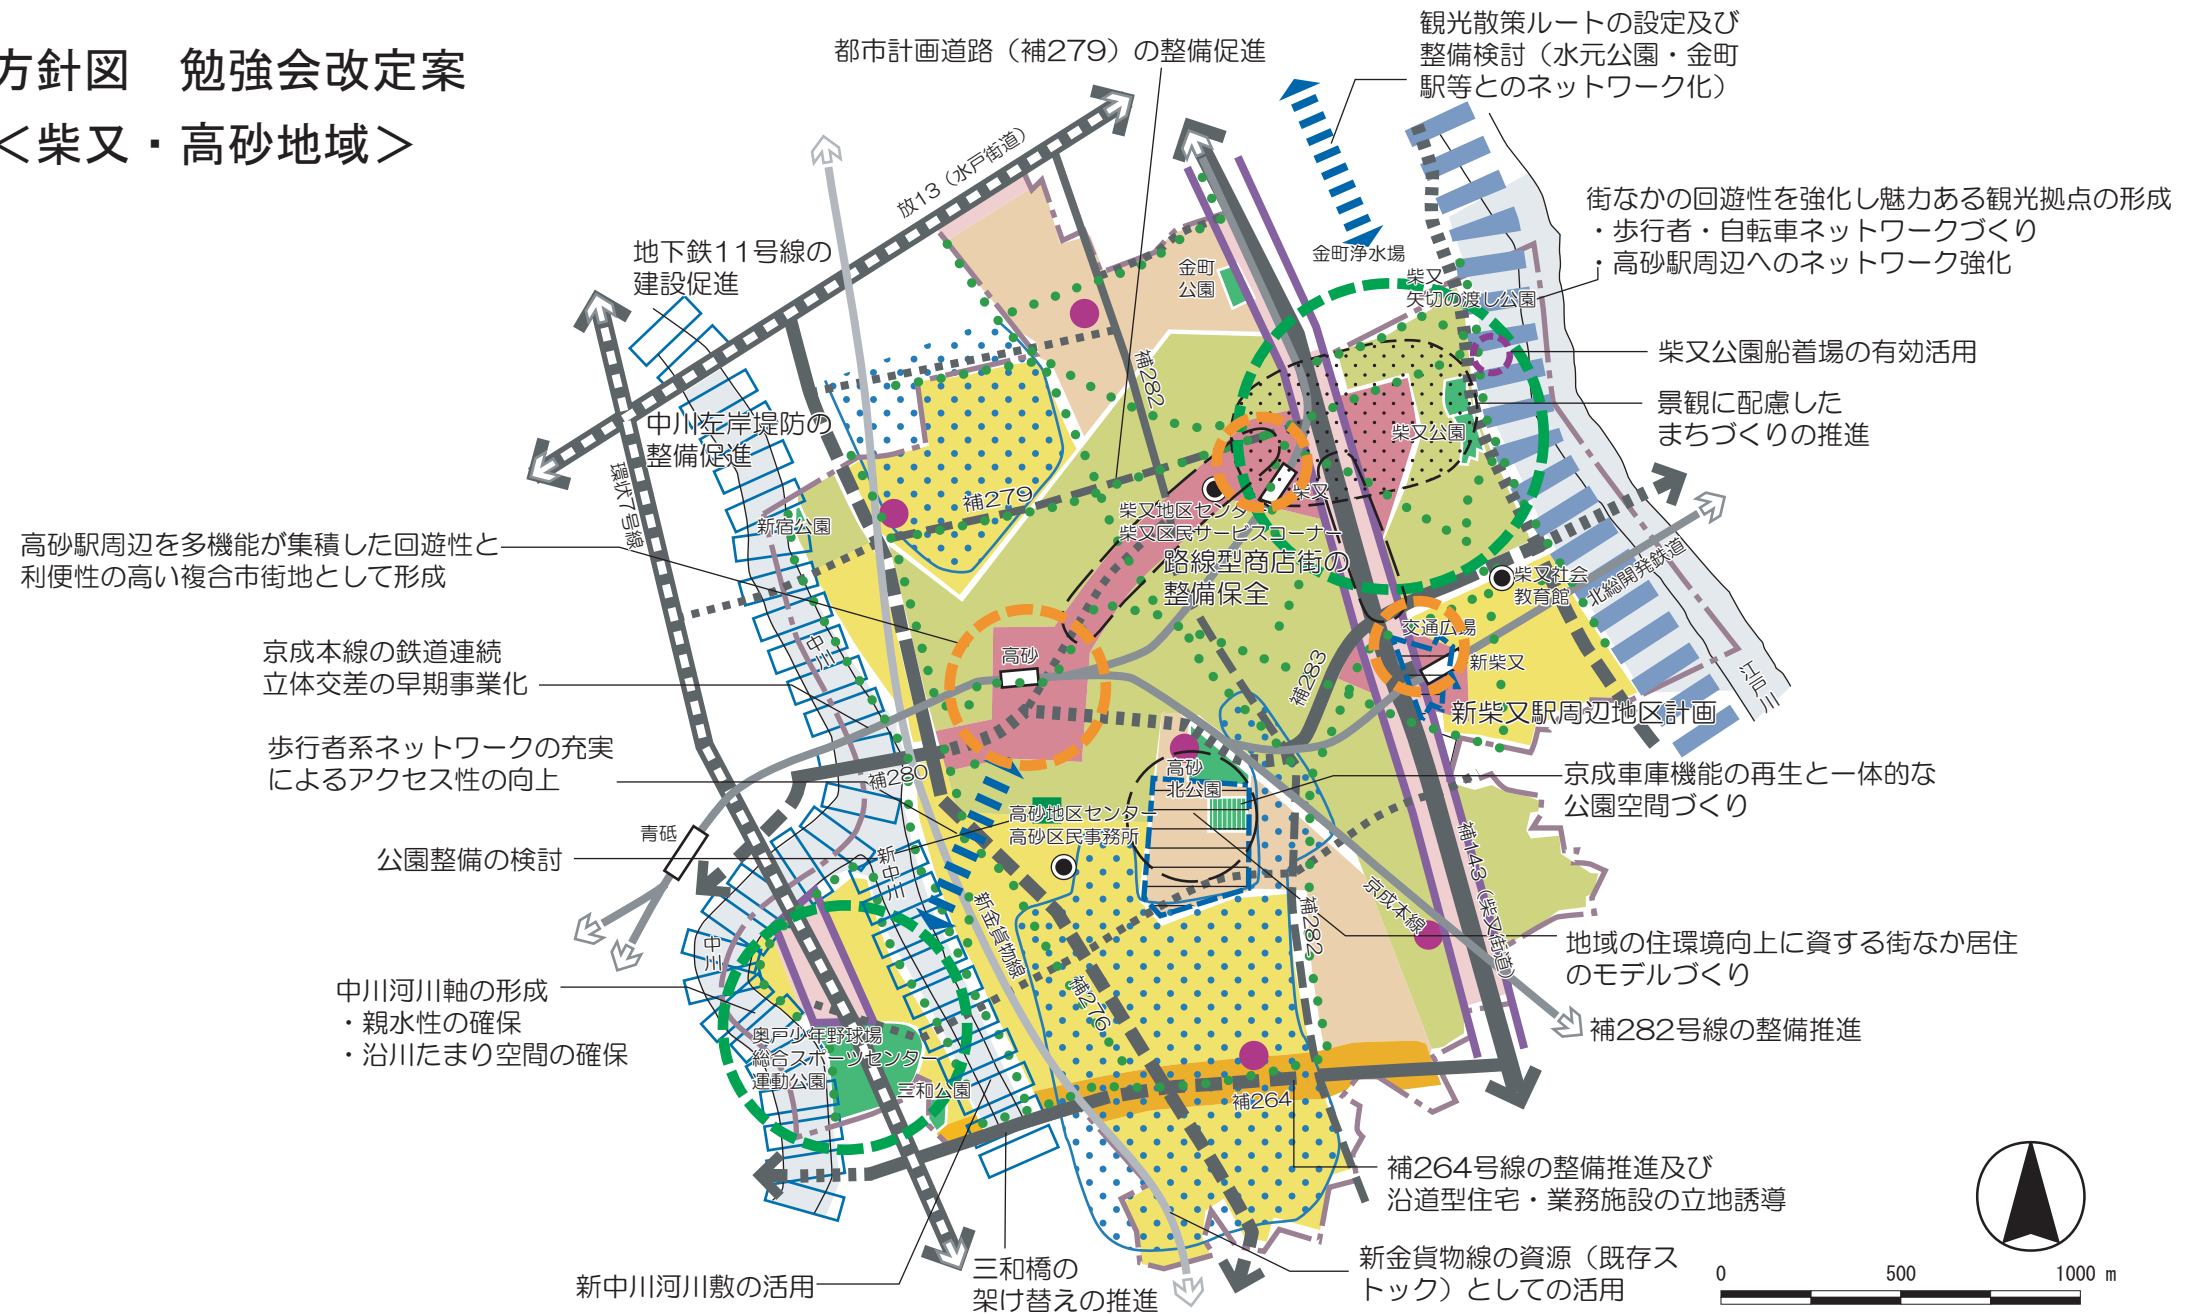 方針図　勉強会改定案
＜柴又・高砂地域＞
都市計画道路（補279）の整備促進
観光散策ルートの設定及び
整備検討（水元公園・金町
駅等とのネットワーク化）
放13（水戸街道）
街なかの回遊性を強化し魅力ある観光拠点の形成
・歩行者・自転車ネットワークづくり
・高砂駅周辺へのネットワーク強化
地下鉄11号線の
建設促進
金町浄水場
金町
公園
柴又
矢切の渡し公園
柴又公園船着場の有効活用
景観に配慮した
まちづくりの推進
補282
中川左岸堤防の
整備促進
柴又公園
環状7号線
補279
柴又
新宿公園
柴又地区センター
柴又区民サービスコーナー
路線型商店街の
整備保全
高砂駅周辺を多機能が集積した回遊性と
利便性の高い複合市街地として形成
柴又社会
教育館
北総開発鉄道
交通広場
中川
高砂
新柴又
補283
江戸川
京成本線の鉄道連続
立体交差の早期事業化
新柴又駅周辺地区計画
歩行者系ネットワークの充実
によるアクセス性の向上
補280
高砂
北公園
京成車庫機能の再生と一体的な
公園空間づくり
高砂地区センター
高砂区民事務所
青砥
公園整備の検討
新中川
補143（柴又街道）
京成本線
新金貨物線
補282
地域の住環境向上に資する街なか居住
のモデルづくり
中川
中川河川軸の形成
・親水性の確保
・沿川たまり空間の確保
補276
補282号線の整備推進
奥戸少年野球場
総合スポーツセンター
運動公園
三和公園
補264
補264号線の整備推進及び
沿道型住宅・業務施設の立地誘導
新中川河川敷の活用
三和橋の
架け替えの推進
新金貨物線の資源（既存ス
トック）としての活用
0 500 1000 m